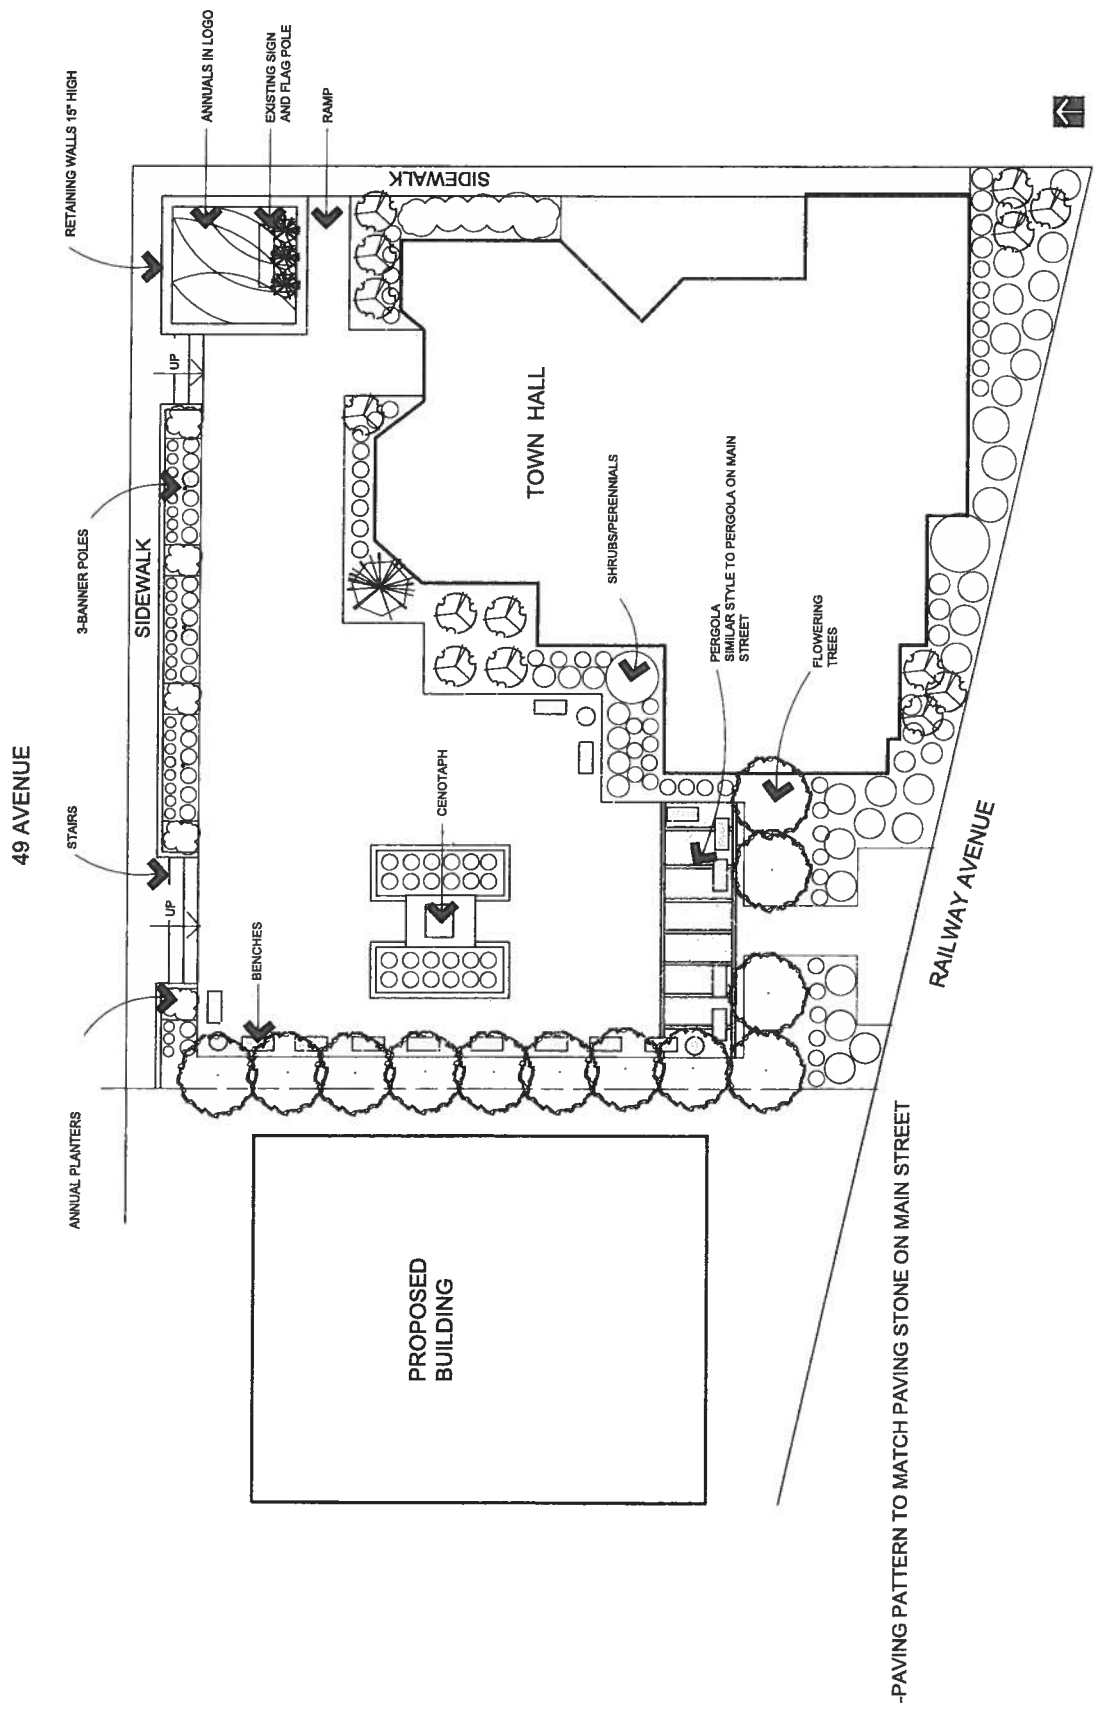 49 AVENUE
ANNUAL PLANTERS
STAIRS
3-BANNER POLES
RETAINING WALLS 15" HIGH
SIDEWALK
UP
UP
ANNUALS IN LOGO
EXISTING SIGN
AND FLAG POLE
RAMP
SIDEWALK
BENCHES
CENOTAPH
TOWN HALL
SHRUBS/PERENNIALS
PERGOLA
SIMILAR STYLE TO PERGOLA ON MAIN
STREET
FLOWERING
TREES
PROPOSED
BUILDING
RAILWAY AVENUE
-PAVING PATTERN TO MATCH PAVING STONE ON MAIN STREET